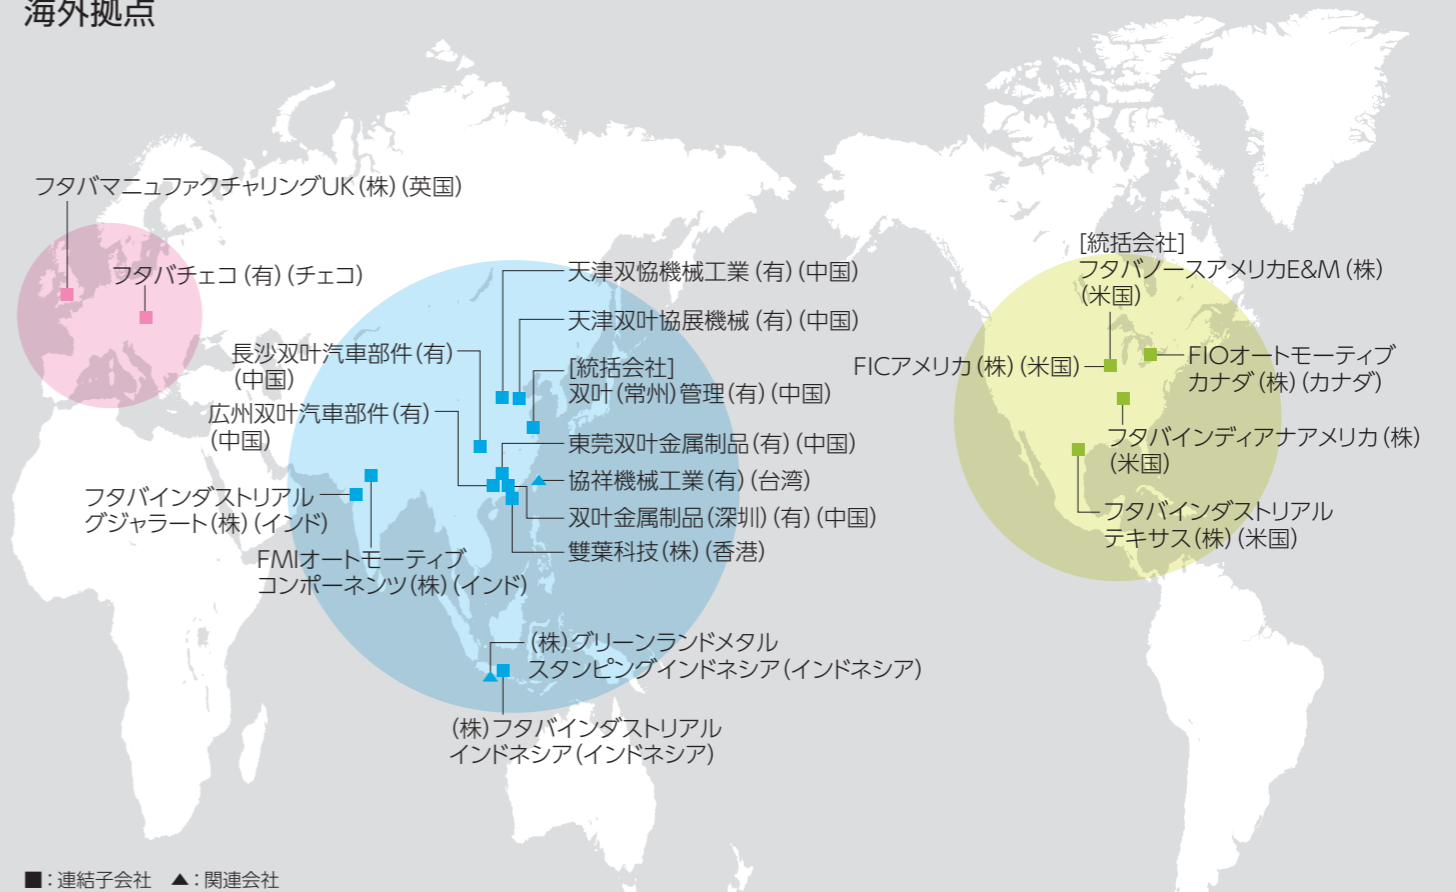 海外拠点
フタバマニュファクチャリングUK(株)(英国)
フタバチェコ(有)(チェコ)
天津双協機械工業(有)(中国)
天津双叶協展機械(有)(中国)
長沙双叶汽車部件(有)
(中国)
[統括会社]
双叶(常州)管理(有)(中国)
広州双叶汽車部件(有)
(中国)
東莞双叶金属制品(有)(中国)
協祥機械工業(有)(台湾)
フタバインダストリアル
グジャラート(株)(インド)
双叶金属制品(深圳)(有)(中国)
雙葉科技(株)(香港)
FMIオートモーティブ
コンポーネンツ(株)(インド)
(株)グリーンランドメタル
スタンピングインドネシア(インドネシア)
(株)フタバインダストリアル
インドネシア(インドネシア)
[統括会社]
フタバノースアメリカE&M(株)
(米国)
FICアメリカ(株)(米国)
FIOオートモーティブ
カナダ(株)(カナダ)
フタバインディアナアメリカ(株)
(米国)
フタバインダストリアル
テキサス(株)(米国)
■:連結子会社 ▲:関連会社